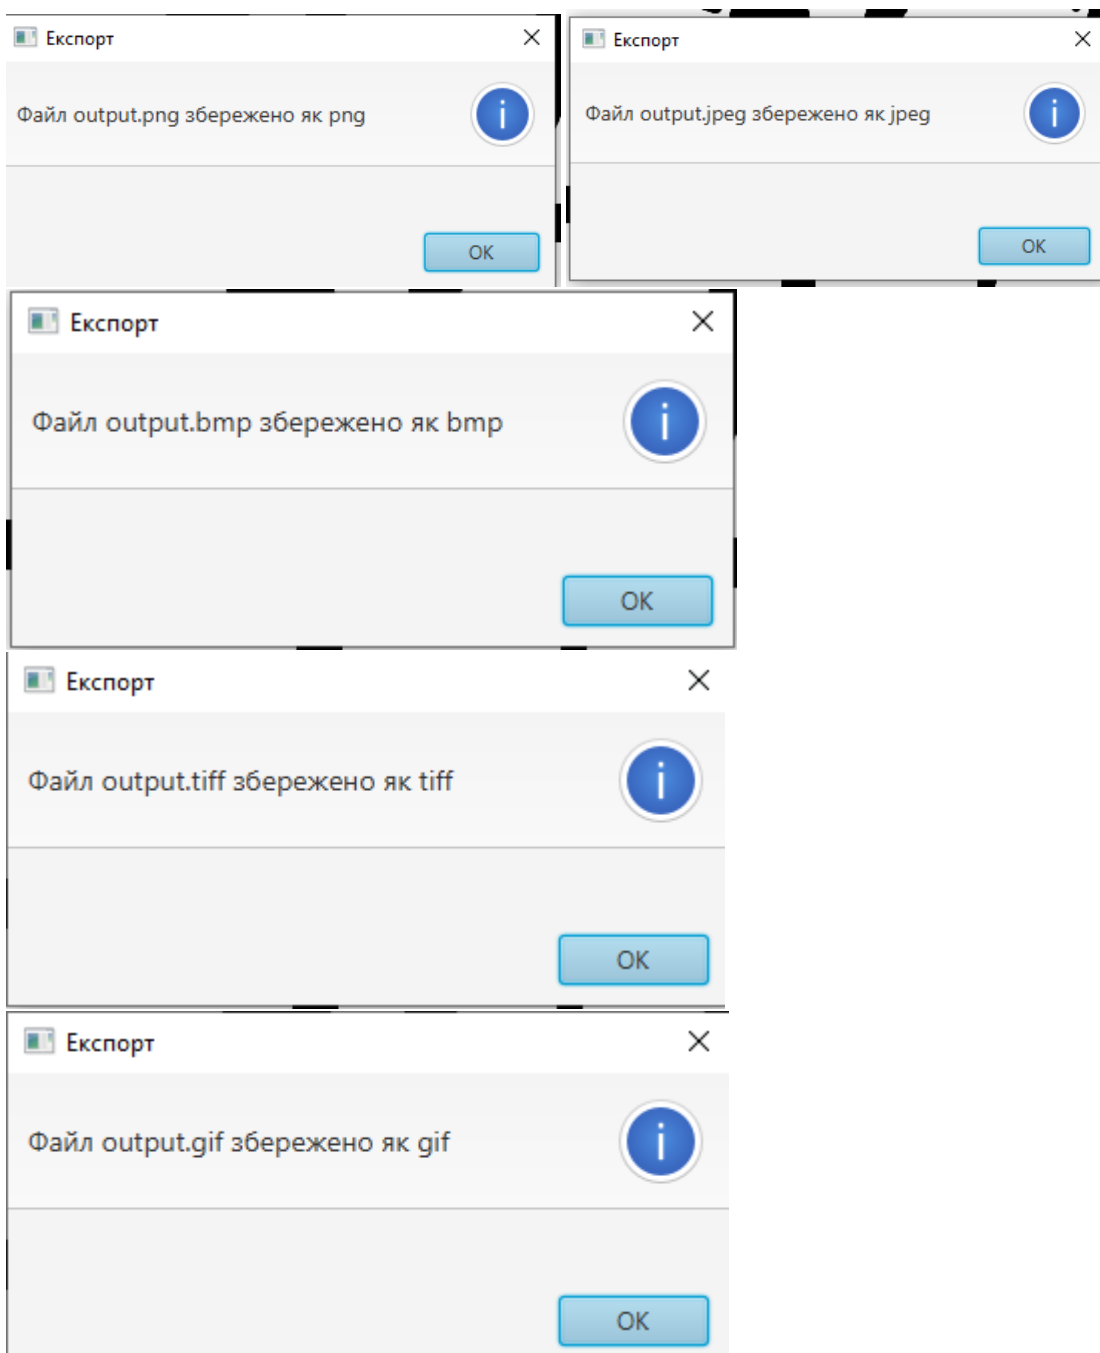 Експорт
Файл output.png збережено як png
OK
Експорт
Файл output.jpeg збережено як jpeg
OK
Експорт
Файл output.bmp збережено як bmp
OK
Експорт
Файл output.tiff збережено як tiff
OK
Експорт
Файл output.gif збережено як gif
OK